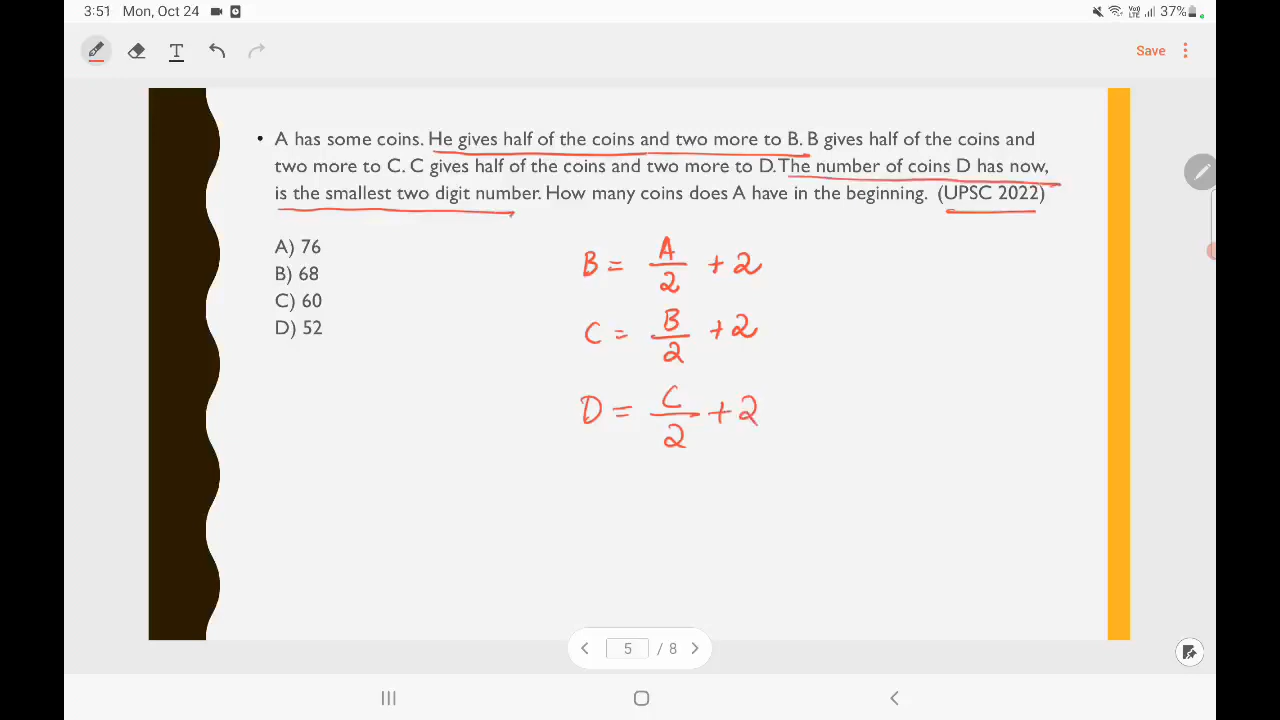 3:51 Mon, Oct 24
Vo) LTE 37%
T Save
• A has some coins. He gives half of the coins and two more to B. B gives half of the coins and
two more to C. C gives half of the coins and two more to D. The number of coins D has now,
is the smallest two digit number. How many coins does A have in the beginning. (UPSC 2022)
A) 76
B) 68
C) 60
D) 52
B = A/2 + 2
C = B/2 + 2
D = C/2 + 2
5 / 8